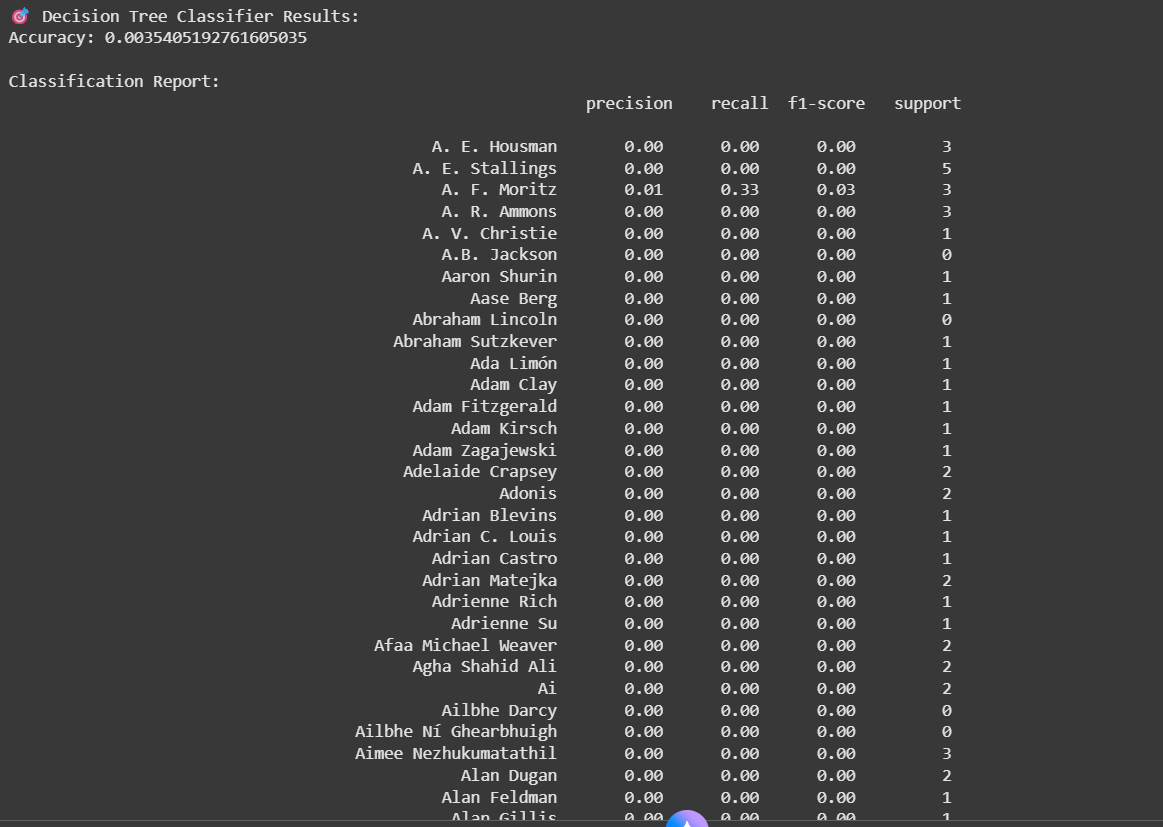 🎯 Decision Tree Classifier Results:
Accuracy: 0.0035405192761605035
Classification Report:
precision recall f1-score support
A. E. Housman 0.00 0.00 0.00 3
A. E. Stallings 0.00 0.00 0.00 5
A. F. Moritz 0.01 0.33 0.03 3
A. R. Ammons 0.00 0.00 0.00 3
A. V. Christie 0.00 0.00 0.00 1
A.B. Jackson 0.00 0.00 0.00 0
Aaron Shurin 0.00 0.00 0.00 1
Aase Berg 0.00 0.00 0.00 1
Abraham Lincoln 0.00 0.00 0.00 0
Abraham Sutzkever 0.00 0.00 0.00 1
Ada Limón 0.00 0.00 0.00 1
Adam Clay 0.00 0.00 0.00 1
Adam Fitzgerald 0.00 0.00 0.00 1
Adam Kirsch 0.00 0.00 0.00 1
Adam Zagajewski 0.00 0.00 0.00 1
Adelaide Crapsey 0.00 0.00 0.00 2
Adonis 0.00 0.00 0.00 2
Adrian Blevins 0.00 0.00 0.00 1
Adrian C. Louis 0.00 0.00 0.00 1
Adrian Castro 0.00 0.00 0.00 1
Adrian Matejka 0.00 0.00 0.00 2
Adrienne Rich 0.00 0.00 0.00 1
Adrienne Su 0.00 0.00 0.00 1
Afaa Michael Weaver 0.00 0.00 0.00 2
Agha Shahid Ali 0.00 0.00 0.00 2
Ai 0.00 0.00 0.00 2
Ailbhe Darcy 0.00 0.00 0.00 0
Ailbhe Ní Ghearbhuigh 0.00 0.00 0.00 0
Aimee Nezhukumatathil 0.00 0.00 0.00 3
Alan Dugan 0.00 0.00 0.00 2
Alan Feldman 0.00 0.00 0.00 1
Alan Gillis 0.00 0.00 0.00 1